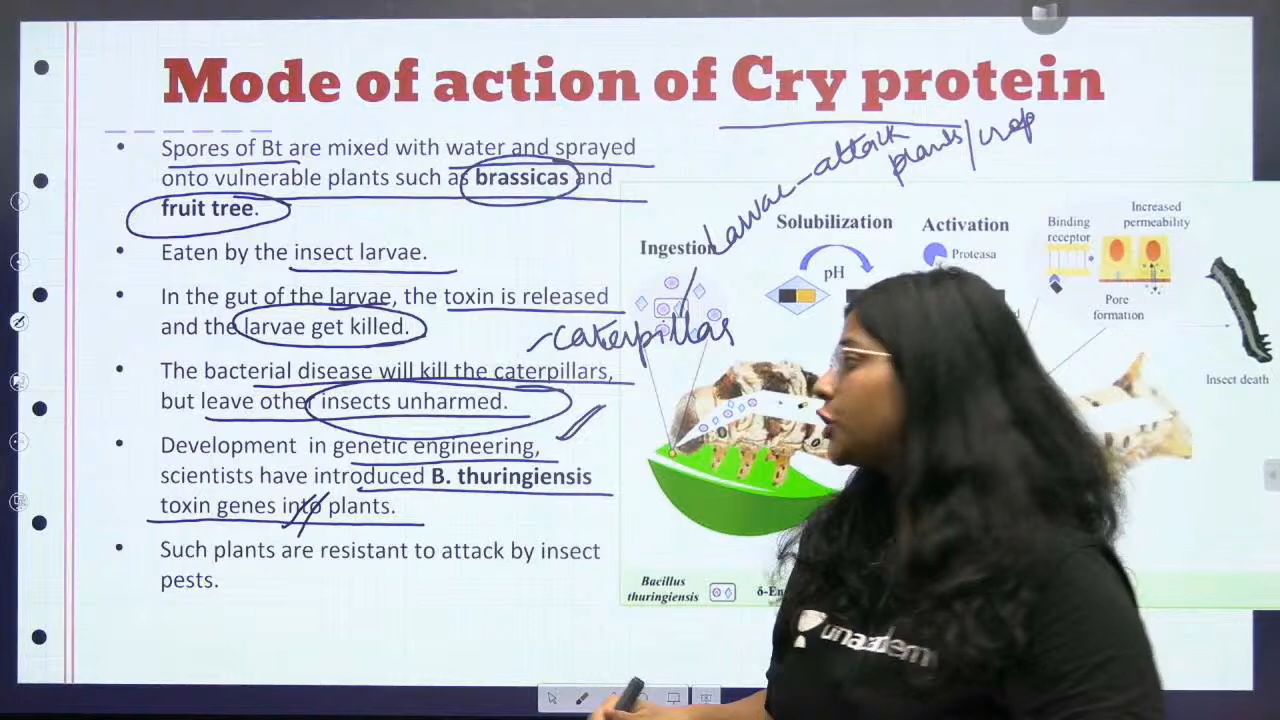 Mode of action of Cry protein
• Spores of Bt are mixed with water and sprayed
onto vulnerable plants such as brassicas and
fruit tree.
• Eaten by the insect larvae.
• In the gut of the larvae, the toxin is released
and the larvae get killed.
• The bacterial disease will kill the caterpillars,
but leave other insects unharmed.
• Development in genetic engineering,
scientists have introduced B. thuringiensis
toxin genes into plants.
• Such plants are resistant to attack by insect
pests.
Larvae - attack
plants/crop
caterpillas
Ingestion
Solubilization
pH
Activation
Proteasa
Binding
receptor
Increased
permeability
Pore
formation
Insect death
Bacillus
thuringiensis
δ-En
unacadem